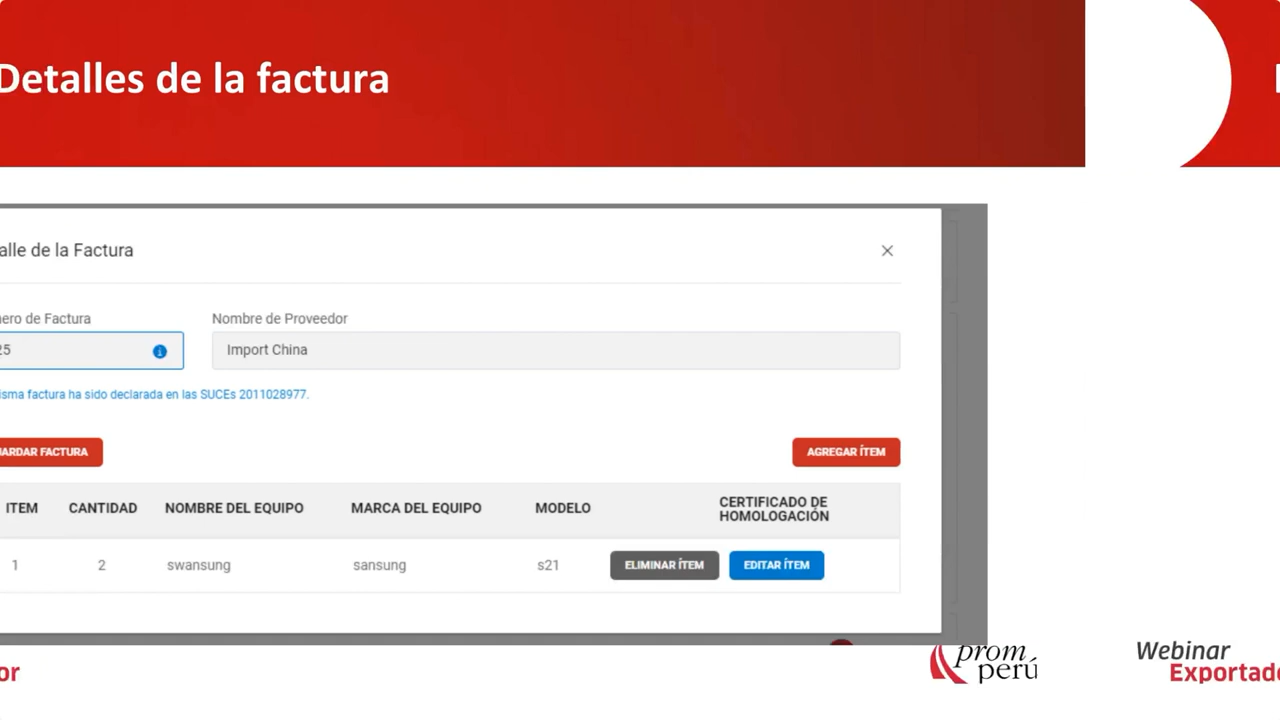 Detalles de la factura
alle de la Factura
ero de Factura
Nombre de Proveedor
25
Import China
isma factura ha sido declarada en las SUCEs 2011028977.
UARDAR FACTURA
AGREGAR ÍTEM
ITEM CANTIDAD NOMBRE DEL EQUIPO MARCA DEL EQUIPO MODELO CERTIFICADO DE
HOMOLOGACIÓN
1 2 swansung sansung s21 ELIMINAR ÍTEM EDITAR ÍTEM
or
prom
perú
Webinar
Exportado